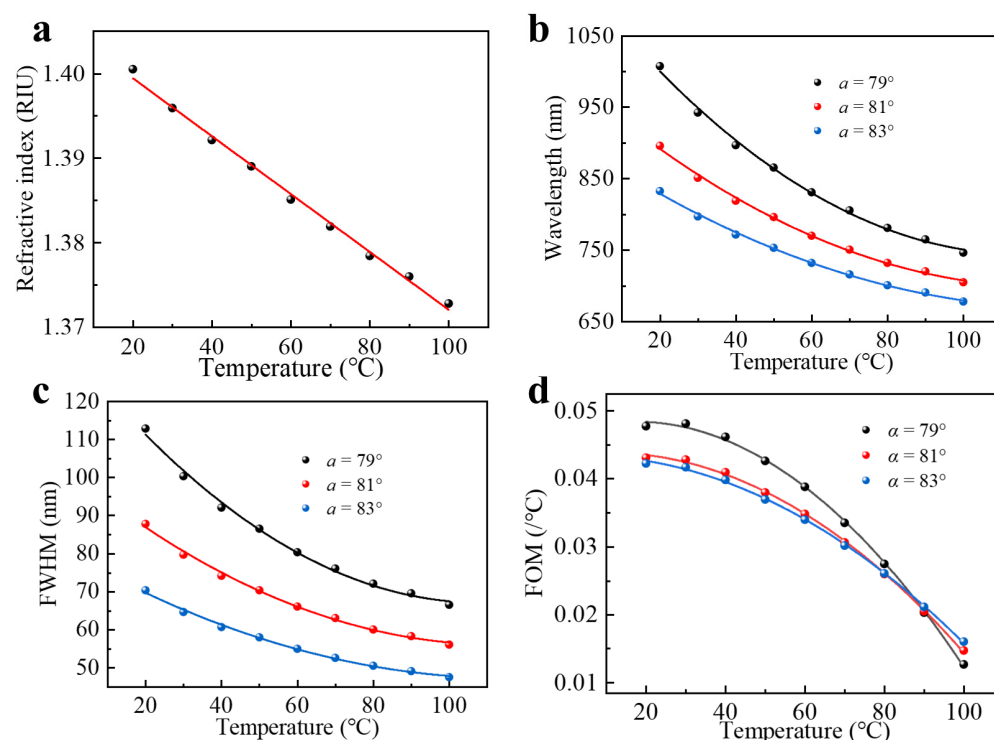 a
Refractive index (RIU)
1.40
1.39
1.38
1.37
20 40 60 80 100
Temperature (℃)
b
Wavelength (nm)
1050
950
850
750
650
a = 79°
a = 81°
a = 83°
20 40 60 80 100
Temperature (℃)
c
FWHM (nm)
120
110
100
90
80
70
60
50
a = 79°
a = 81°
a = 83°
20 40 60 80 100
Temperature (℃)
d
FOM (/℃)
0.05
0.04
0.03
0.02
0.01
α = 79°
α = 81°
α = 83°
20 40 60 80 100
Temperature (℃)